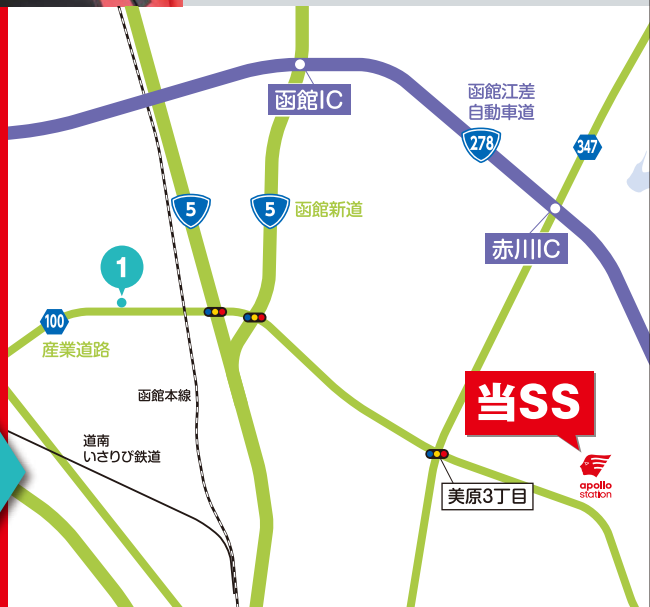 函館IC
函館江差
自動車道
278
347
5
5
函館新道
赤川IC
1
100
産業道路
当SS
函館本線
道南
いさりび鉄道
apollo
station
美原3丁目